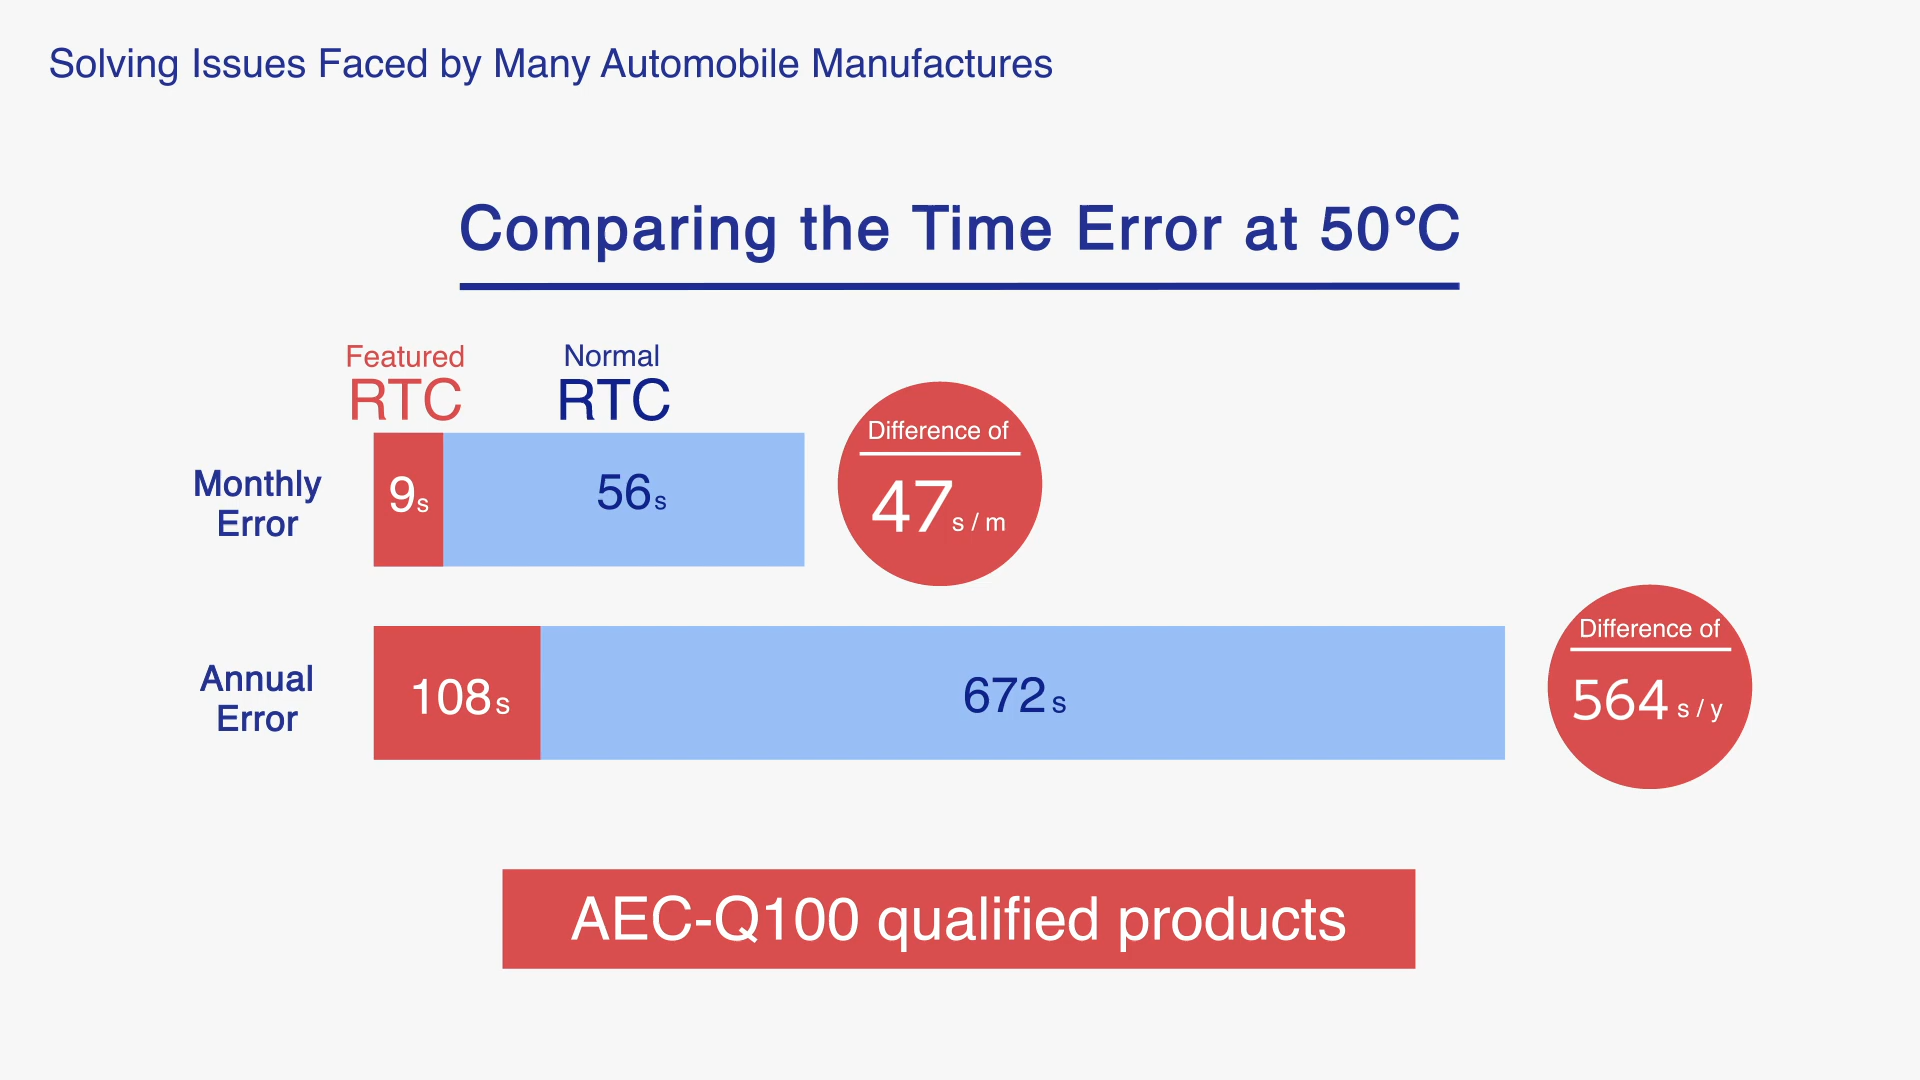 Solving Issues Faced by Many Automobile Manufactures
Comparing the Time Error at 50°C
Featured
RTC
Normal
RTC
Monthly
Error
9s
56s
Difference of
47s / m
Annual
Error
108s
672s
Difference of
564 s / y
AEC-Q100 qualified products